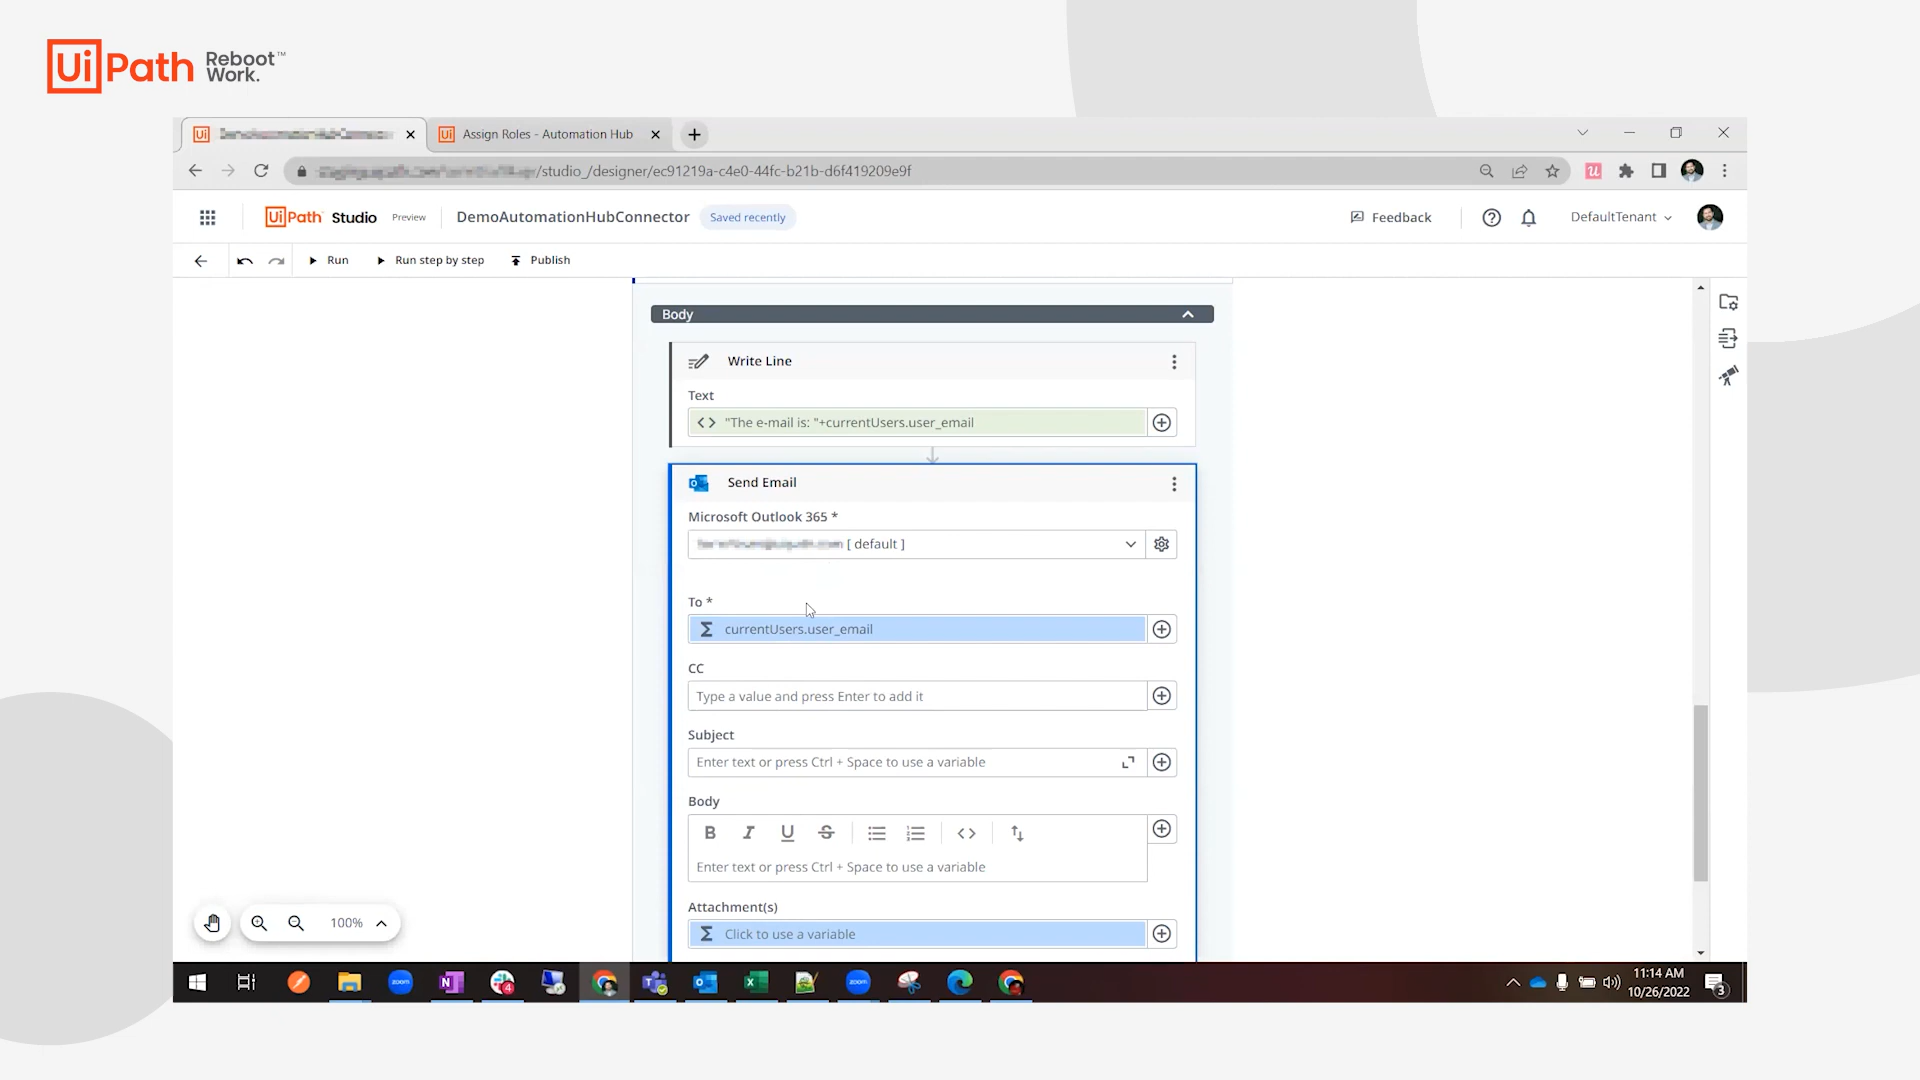 UiPath Reboot™
Work.
Assign Roles - Automation Hub
/studio_/designer/ec91219a-c4e0-44fc-b21b-d6f419209e9f
UiPath Studio Preview DemoAutomationHubConnector Saved recently Feedback DefaultTenant
Run Run step by step Publish
Body
Write Line
Text
"The e-mail is: "+currentUsers.user_email
Send Email
Microsoft Outlook 365 *
[ default ]
To *
currentUsers.user_email
CC
Type a value and press Enter to add it
Subject
Enter text or press Ctrl + Space to use a variable
Body
Enter text or press Ctrl + Space to use a variable
Attachment(s)
Click to use a variable
100%
11:14 AM
10/26/2022